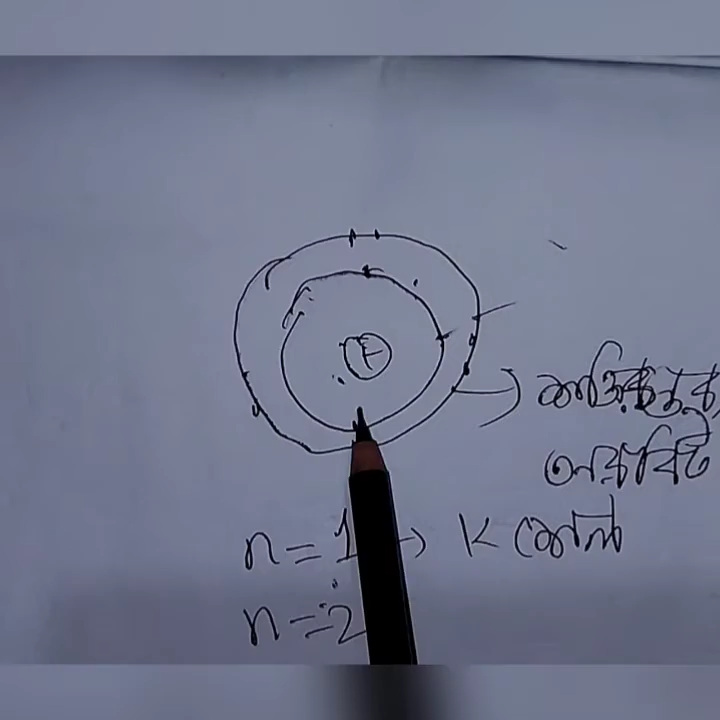 F
অরবিট
n = 1 → K শেল
n = 2